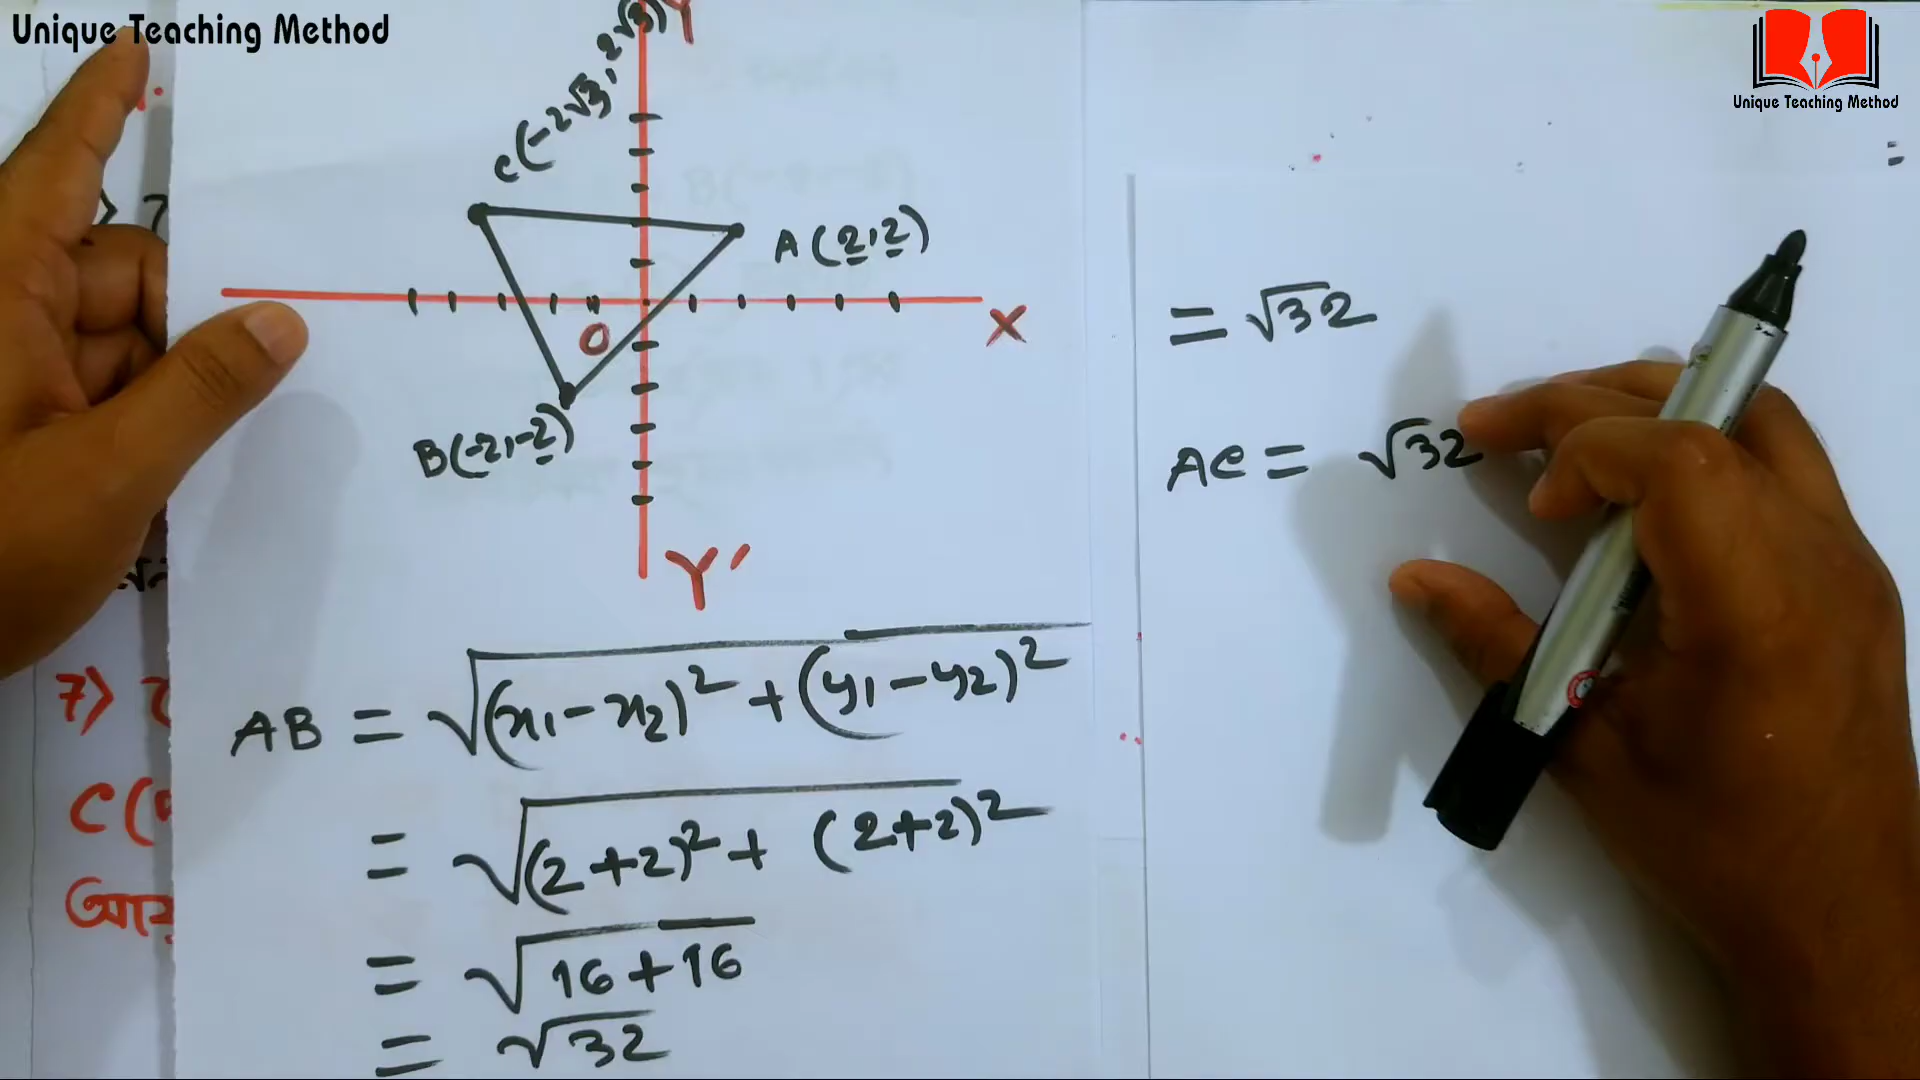 Unique Teaching Method
Unique Teaching Method
Y
C(-2√3, 2√3)
A(2,2)
O
X
B(-2,-2)
Y′
AB = √(x₁-x₂)² + (y₁-y₂)²
= √(2+2)² + (2+2)²
= √16+16
= √32
= √32
AC = √32
=
7>
C(